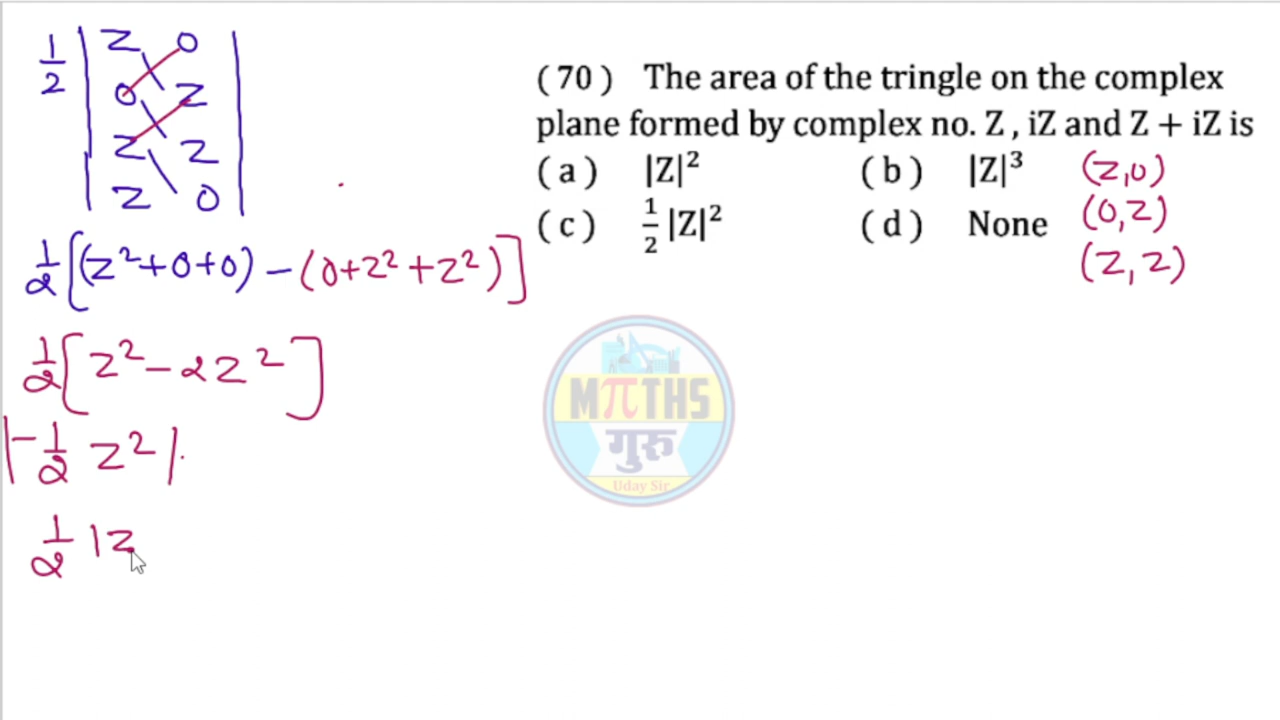 1/2 | Z 0 |
| 0 Z |
| Z Z |
| Z 0 |
1/2 [(Z²+0+0) − (0+Z²+Z²)]
1/2 [Z² − 2Z²]
|−1/2 Z²|.
1/2 |Z
( 70 ) The area of the tringle on the complex
plane formed by complex no. Z , iZ and Z + iZ is
( a ) |Z|² ( b ) |Z|³ (Z,0)
( c ) 1/2 |Z|² ( d ) None (0,Z)
(Z,Z)
MπTHS
गुरु
Uday Sir